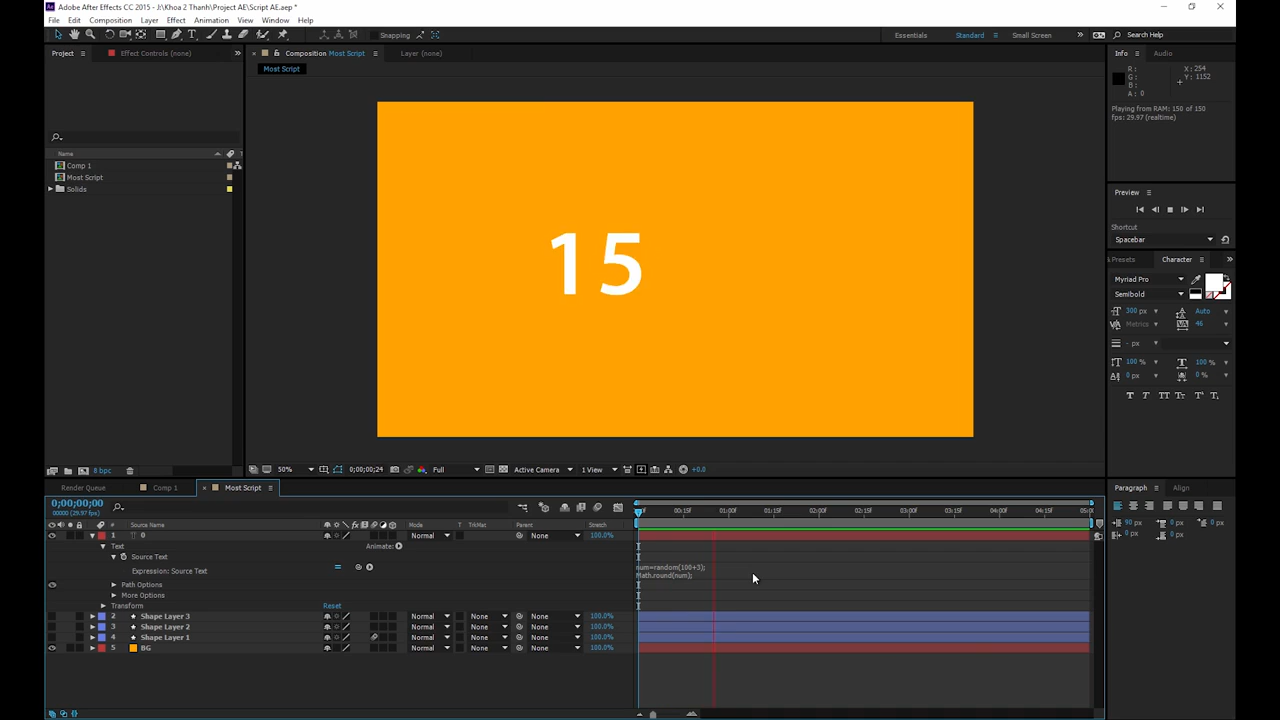 Adobe After Effects CC 2015 - J:\Khoa 2 Thanh\Project AE\Script AE.aep *
File Edit Composition Layer Effect Animation View Window Help
Snapping
Essentials Standard Small Screen Search Help
Project Effect Controls (none) Composition Most Script Layer (none) Info Audio
Most Script
R: X: 254
G: Y: 1152
B:
A: 0
Playing from RAM: 150 of 150
fps: 29.97 (realtime)
Name
Comp 1
Most Script
Solids
15
Preview
Shortcut
Spacebar
& Presets Character
Myriad Pro
Semibold
300 px Auto
Metrics 46
- px
100 % 100 %
0 px 0 %
T T TT Tт T¹ T₁
8 bpc 50% 0;00;00;24 Full Active Camera 1 View +0.0
Render Queue Comp 1 Most Script Paragraph Align
0;00;00;00
00000 (29.97 fps)
# Source Name Mode T TrkMat Parent Stretch
00:15F 01:00F 01:15F 02:00F 02:15F 03:00F 03:15F 04:00F 04:15F 05:0
90 px 0 px 0 px
0 px 0 px
1 0 Normal None 100.0%
Text Animate:
Source Text
Expression: Source Text
num=random(100+3);
Math.round(num);
Path Options
More Options
Transform Reset
2 Shape Layer 3 Normal None None 100.0%
3 Shape Layer 2 Normal None None 100.0%
4 Shape Layer 1 Normal None None 100.0%
5 BG Normal None None 100.0%